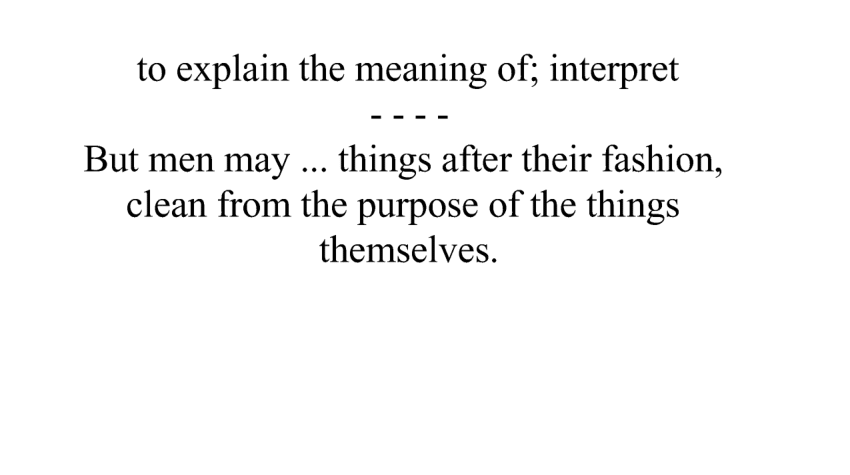 to explain the meaning of; interpret
- - - -
But men may ... things after their fashion,
clean from the purpose of the things
themselves.